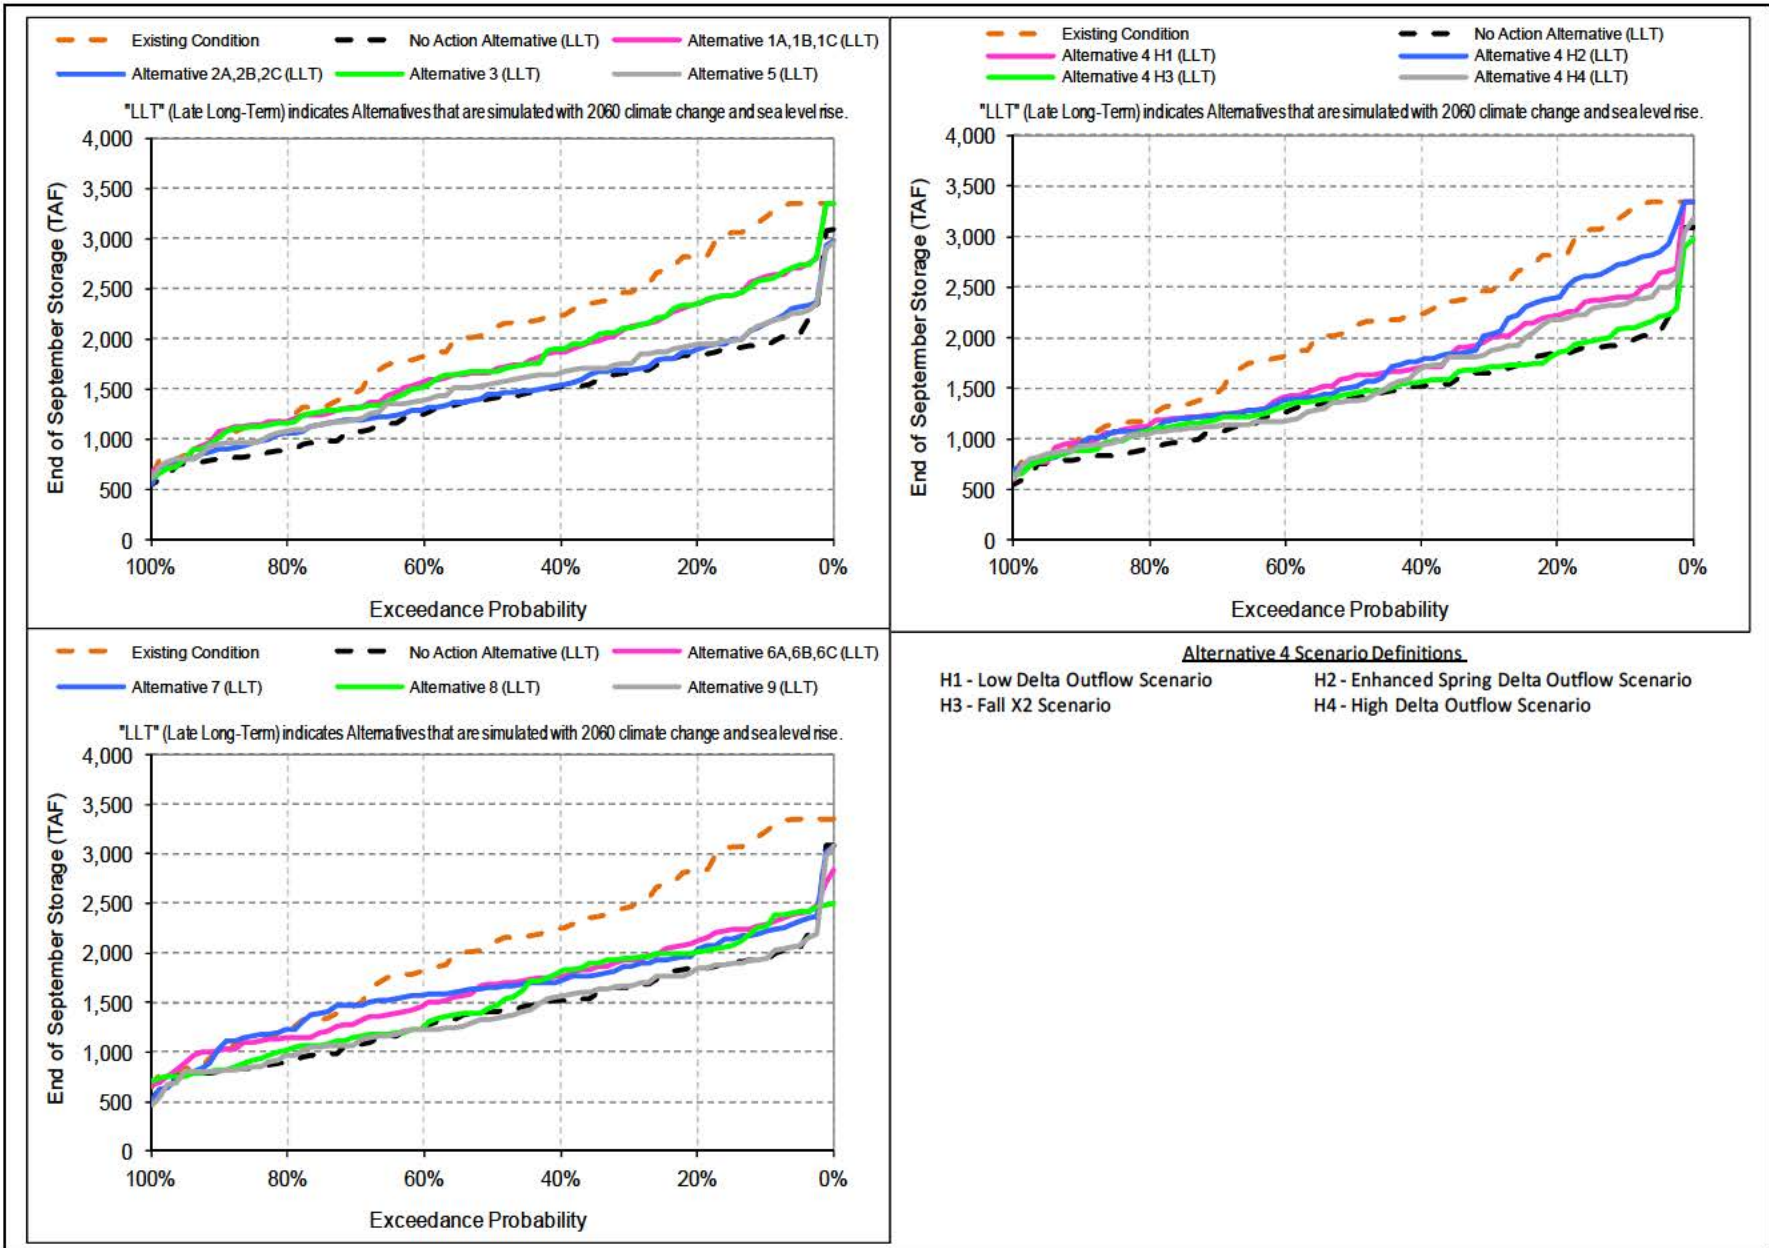 Existing Condition
No Action Alternative (LLT)
Alternative 1A,1B,1C (LLT)
Alternative 2A,2B,2C (LLT)
Alternative 3 (LLT)
Alternative 5 (LLT)
"LLT" (Late Long-Term) indicates Alternatives that are simulated with 2060 climate change and sea level rise.
End of September Storage (TAF)
4,000
3,500
3,000
2,500
2,000
1,500
1,000
500
0
100% 80% 60% 40% 20% 0%
Exceedance Probability
Existing Condition
No Action Alternative (LLT)
Alternative 4 H1 (LLT)
Alternative 4 H2 (LLT)
Alternative 4 H3 (LLT)
Alternative 4 H4 (LLT)
"LLT" (Late Long-Term) indicates Alternatives that are simulated with 2060 climate change and sea level rise.
End of September Storage (TAF)
4,000
3,500
3,000
2,500
2,000
1,500
1,000
500
0
100% 80% 60% 40% 20% 0%
Exceedance Probability
Existing Condition
No Action Alternative (LLT)
Alternative 6A,6B,6C (LLT)
Alternative 7 (LLT)
Alternative 8 (LLT)
Alternative 9 (LLT)
"LLT" (Late Long-Term) indicates Alternatives that are simulated with 2060 climate change and sea level rise.
End of September Storage (TAF)
4,000
3,500
3,000
2,500
2,000
1,500
1,000
500
0
100% 80% 60% 40% 20% 0%
Exceedance Probability
Alternative 4 Scenario Definitions
H1 - Low Delta Outflow Scenario
H2 - Enhanced Spring Delta Outflow Scenario
H3 - Fall X2 Scenario
H4 - High Delta Outflow Scenario